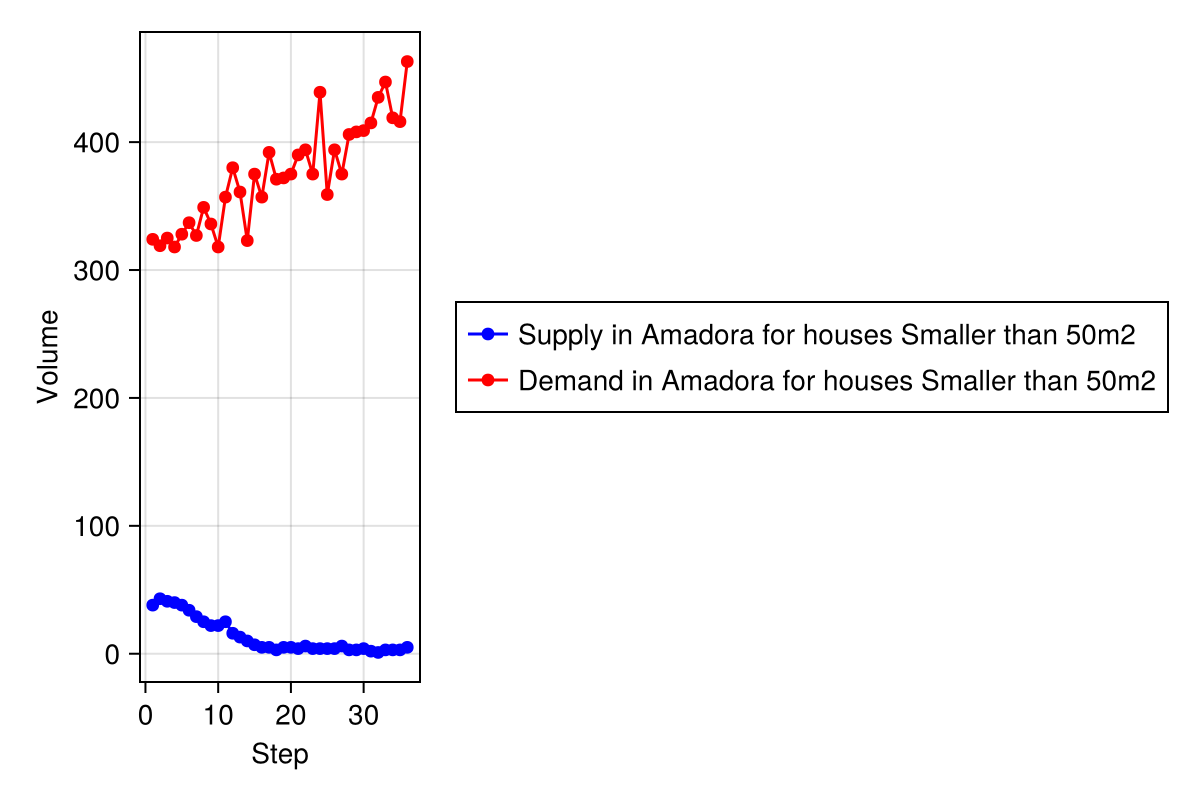 Volume
400
300
200
100
0
0 10 20 30
Step
Supply in Amadora for houses Smaller than 50m2
Demand in Amadora for houses Smaller than 50m2